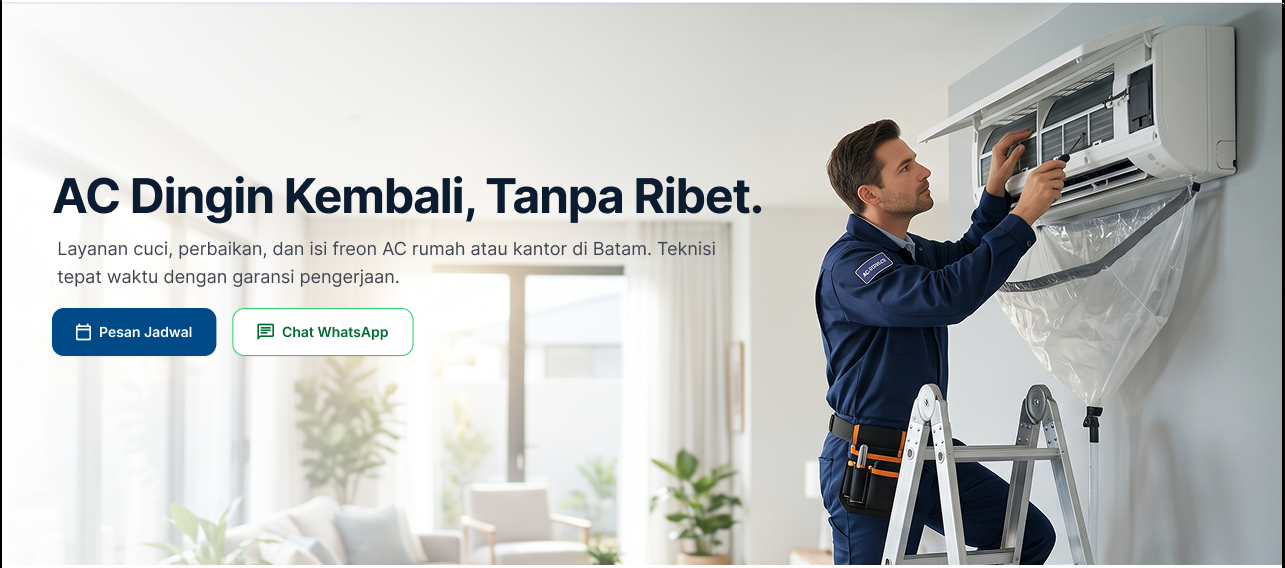 AC Dingin Kembali, Tanpa Ribet.
Layanan cuci, perbaikan, dan isi freon AC rumah atau kantor di Batam. Teknisi
tepat waktu dengan garansi pengerjaan.
Pesan Jadwal
Chat WhatsApp